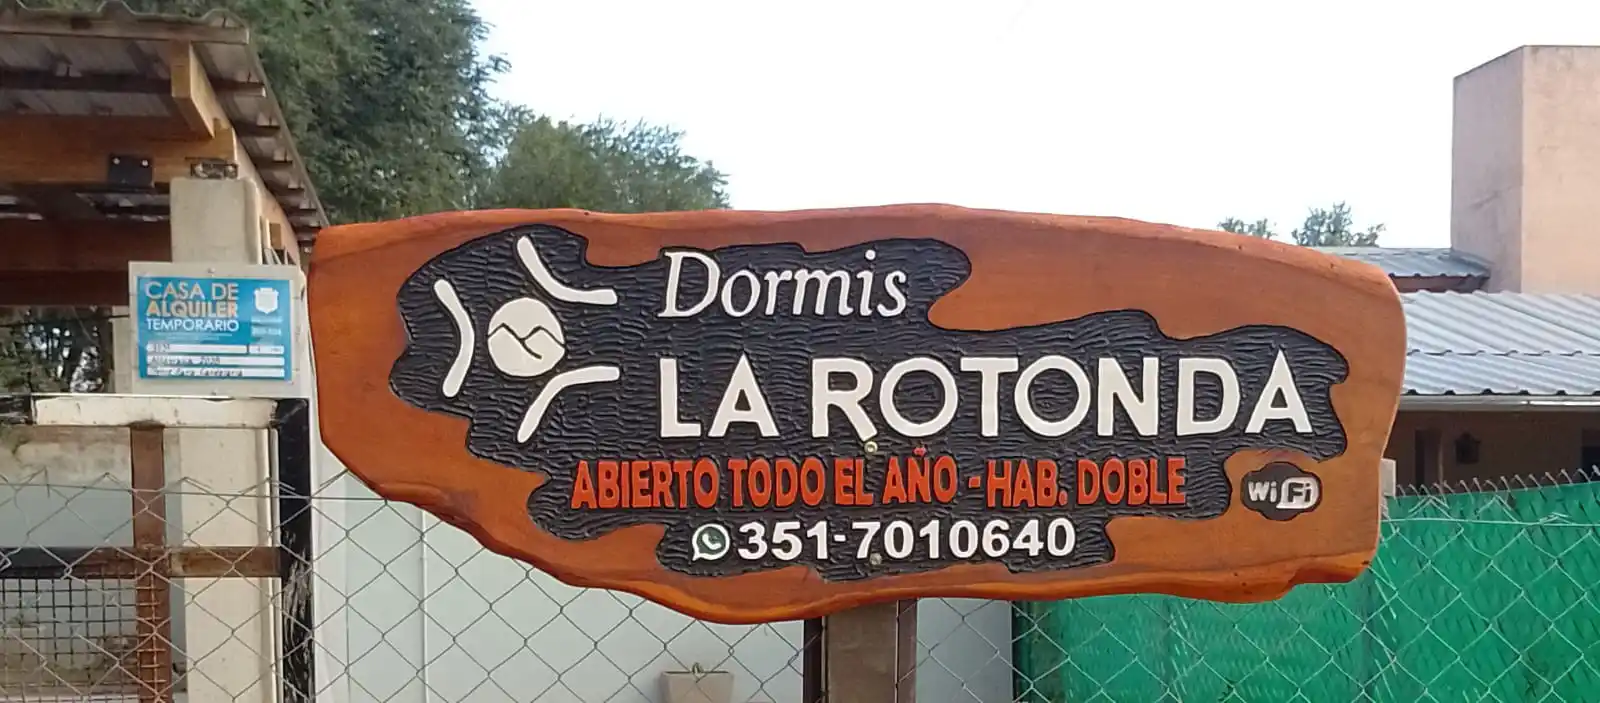 Dormis
LA ROTONDA
ABIERTO TODO EL AÑO - HAB. DOBLE
351-7010640
WiFi
CASA DE
ALQUILER
TEMPORARIO